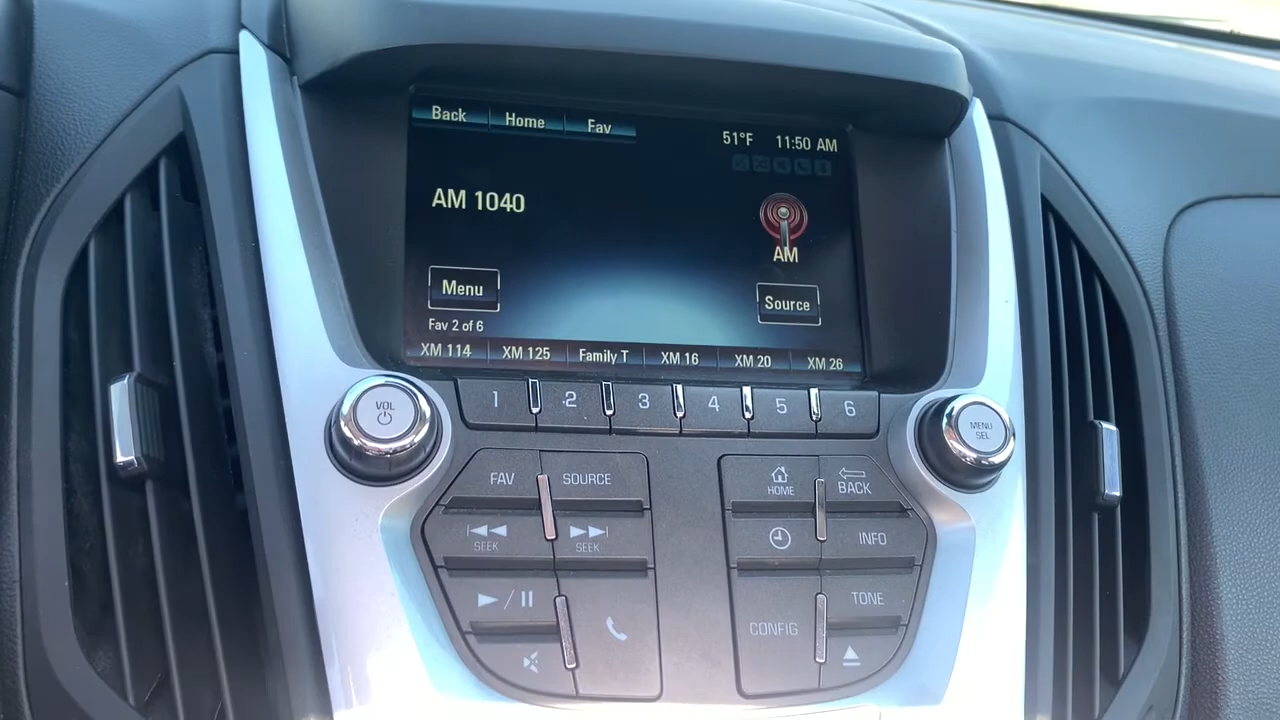 Back Home Fav
51°F 11:50 AM
AM 1040
AM
Menu
Source
Fav 2 of 6
XM 114 XM 125 Family T XM 16 XM 20 XM 26
1 2 3 4 5 6
VOL
MENU
SEL
FAV SOURCE
HOME BACK
SEEK SEEK
INFO
TONE
CONFIG